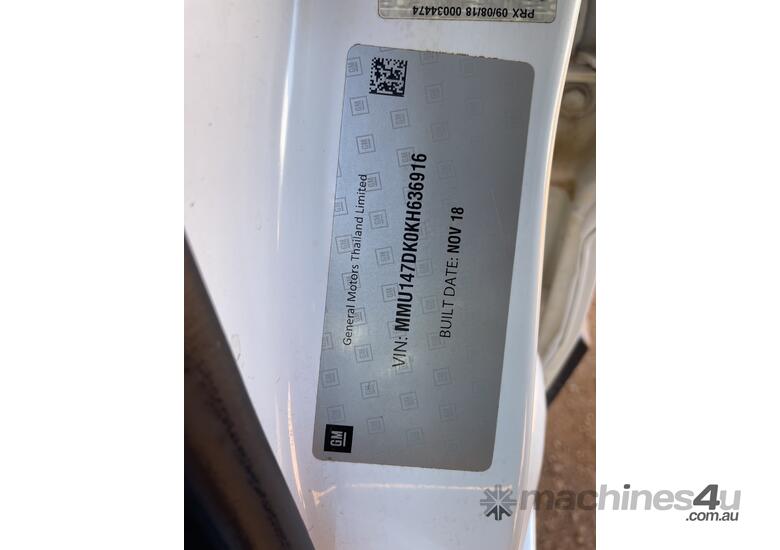 PRX 09/08/18 00034474
General Motors Thailand Limited
VIN: MMU147DK0KH636916
BUILT DATE: NOV 18
GM
machines4u
.com.au